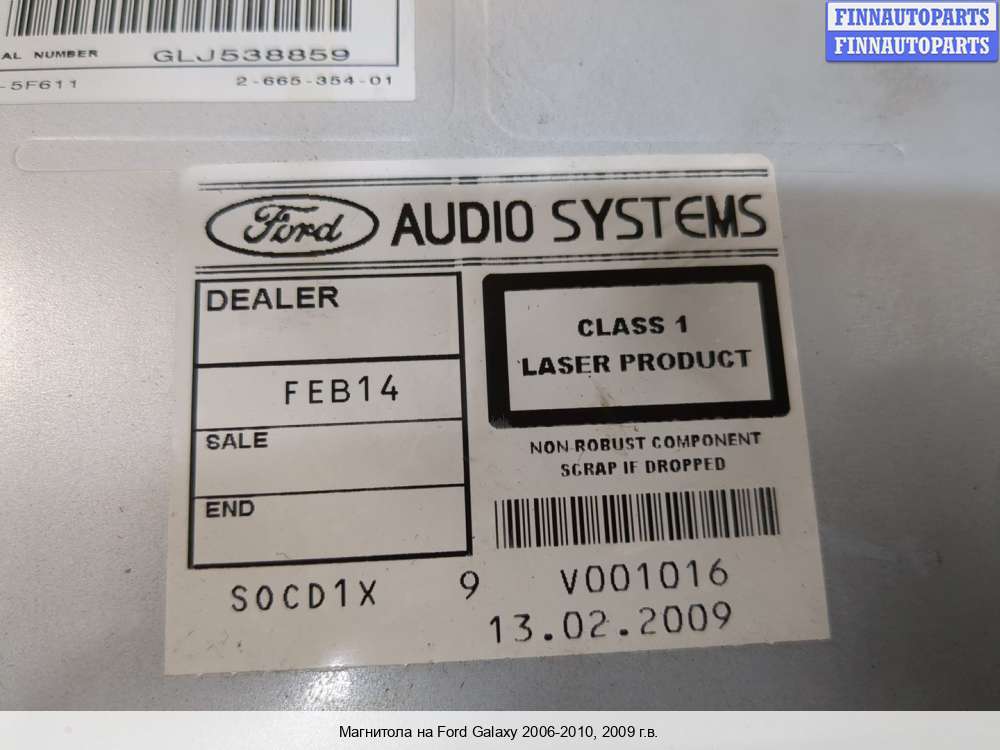 FINNAUTOPARTS
FINNAUTOPARTS
AL NUMBER GLJ538859
-5F611 2-665-354-01
Ford AUDIO SYSTEMS
DEALER
FEB14
SALE
END
CLASS 1
LASER PRODUCT
NON-ROBUST COMPONENT
SCRAP IF DROPPED
SOCD1X 9 V001016
13.02.2009
Магнитола на Ford Galaxy 2006-2010, 2009 г.в.